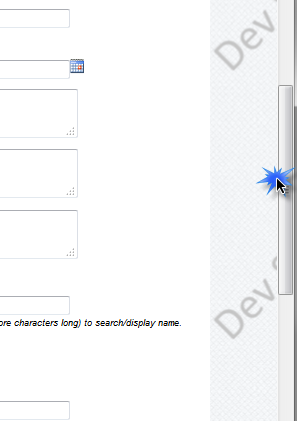 Dev
ore characters long) to search/display name.
Dev